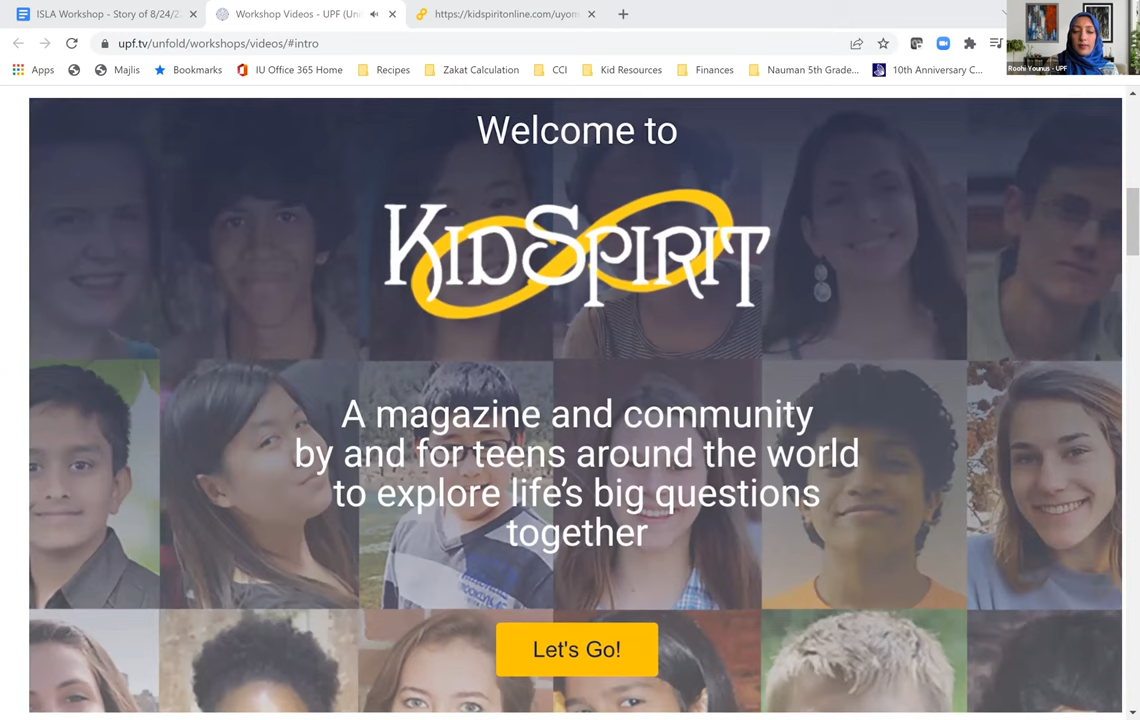 ISLA Workshop - Story of 8/24/2
Workshop Videos - UPF (Uni
https://kidspiritonline.com/uyom
upf.tv/unfold/workshops/videos/#intro
Apps
Majlis
Bookmarks
IU Office 365 Home
Recipes
Zakat Calculation
CCI
Kid Resources
Finances
Nauman 5th Grade...
10th Anniversary C...
Roohi Younus - UPF
Welcome to
KIDSPIRIT
A magazine and community
by and for teens around the world
to explore life's big questions
together
Let's Go!